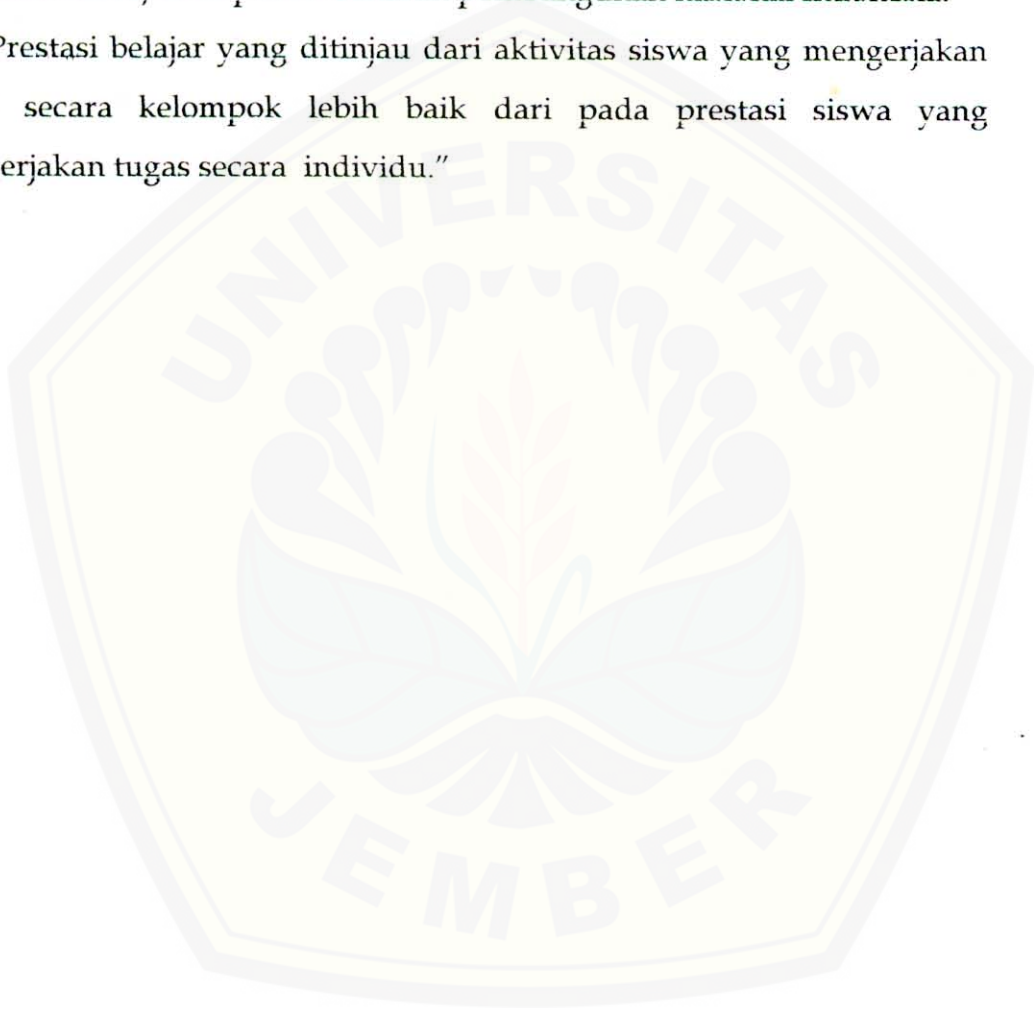 Prestasi belajar yang ditinjau dari aktivitas siswa yang mengerjakan
secara kelompok lebih baik dari pada prestasi siswa yang
erjakan tugas secara individu.”
UNIVERSITAS
JEMBER